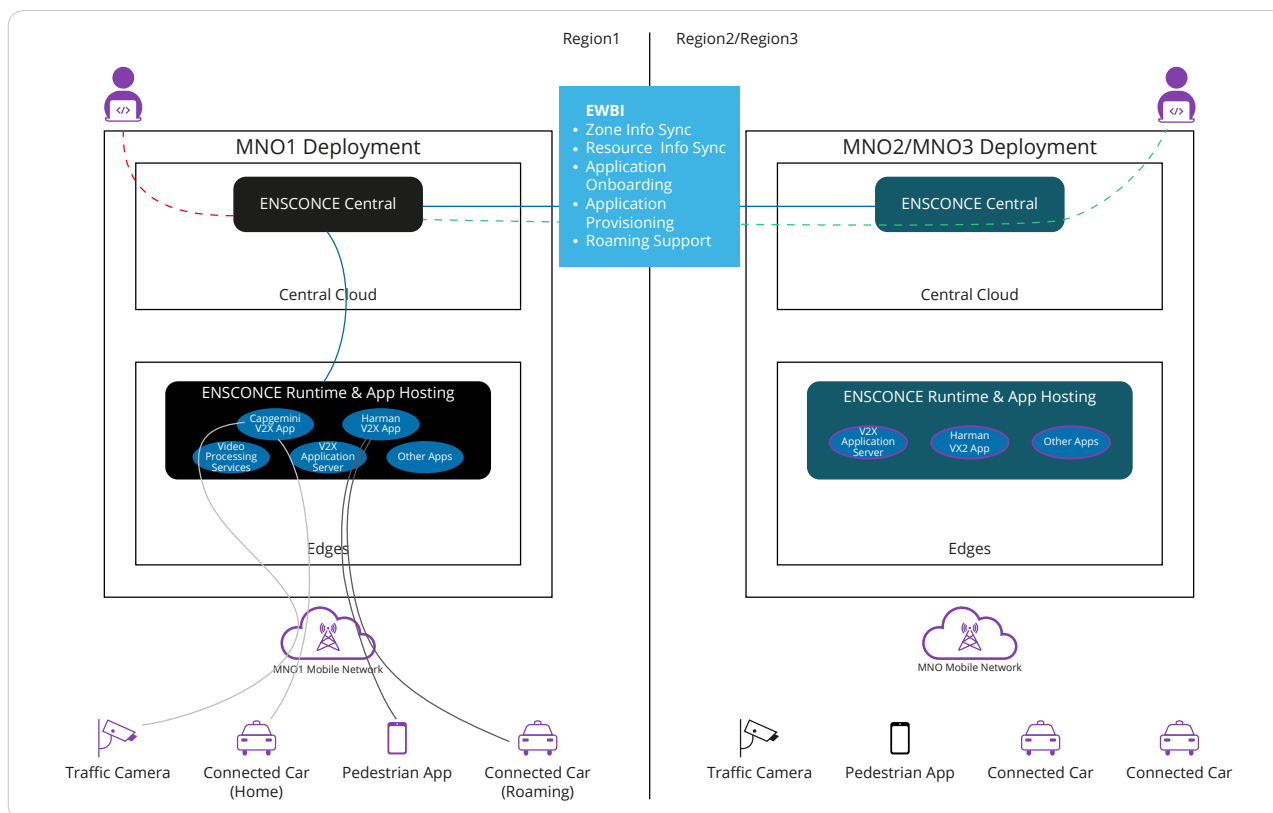 Region1
Region2/Region3
</>
</>
EWBI
• Zone Info Sync
• Resource Info Sync
• Application
Onboarding
• Application
Provisioning
• Roaming Support
MNO1 Deployment
ENSCONCE Central
Central Cloud
ENSCONCE Runtime & App Hosting
Capgemini
V2X App
Harman
V2X App
Video
Processing
Services
V2X
Application
Server
Other Apps
Edges
MNO1 Mobile Network
Traffic Camera
Connected Car
(Home)
Pedestrian App
Connected Car
(Roaming)
MNO2/MNO3 Deployment
ENSCONCE Central
Central Cloud
ENSCONCE Runtime & App Hosting
V2X
Application
Server
Harman
VX2 App
Other Apps
Edges
MNO Mobile Network
Traffic Camera
Pedestrian App
Connected Car
Connected Car